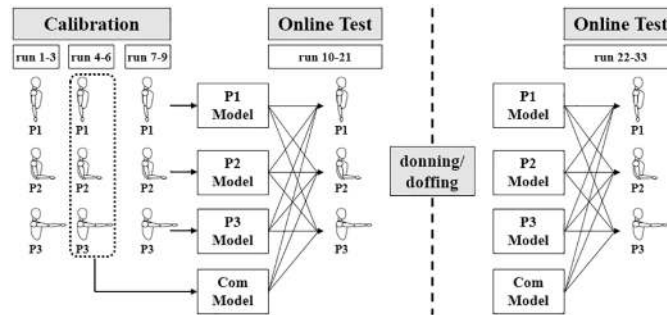 Calibration
Online Test
Online Test
run 1-3
run 4-6
run 7-9
run 10-21
run 22-33
P1
P1
P1
P1
Model
P1
P1
Model
P1
P2
P2
P2
P2
Model
P2
donning/
doffing
P2
Model
P2
P3
P3
P3
P3
Model
P3
P3
Model
P3
Com
Model
Com
Model